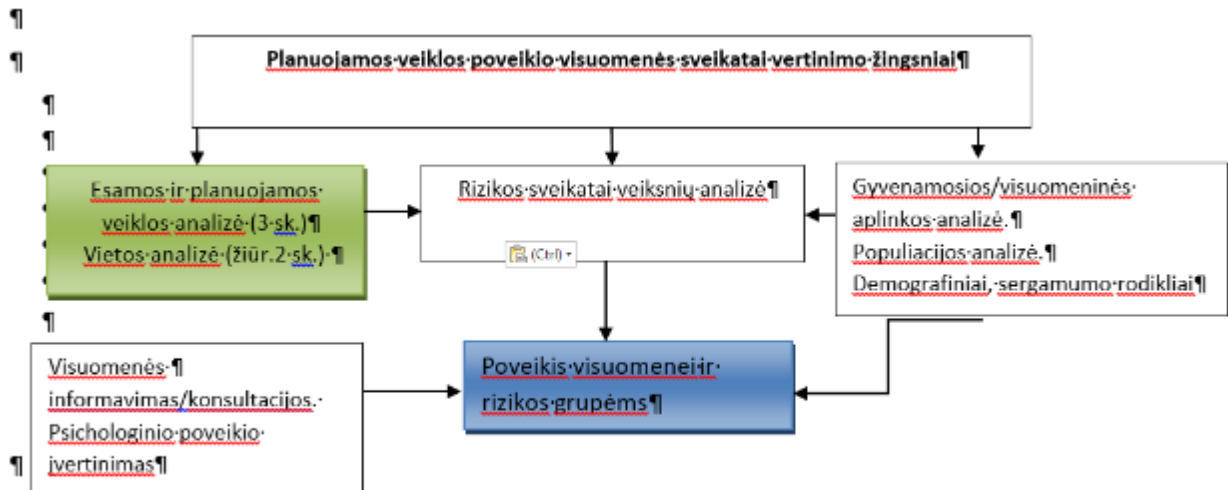 Planuojamos veiklos poveikio visuomenės sveikatai vertinimo žingsniai¶
Esamos ir planuojamos
veiklos analizė (3 sk.)¶
Vietos analizė (žiūr.2 sk.) ¶
Rizikos sveikatai veiksnių analizė¶
(Ctrl)
Gyvenamosios/visuomeninės
aplinkos analizė.¶
Populiacijos analizė.¶
Demografiniai, sergamumo rodikliai¶
Visuomenės ¶
informavimas/konsultacijos.
Psichologinio poveikio
įvertinimas¶
Poveikis visuomenei ir
rizikos grupėms¶